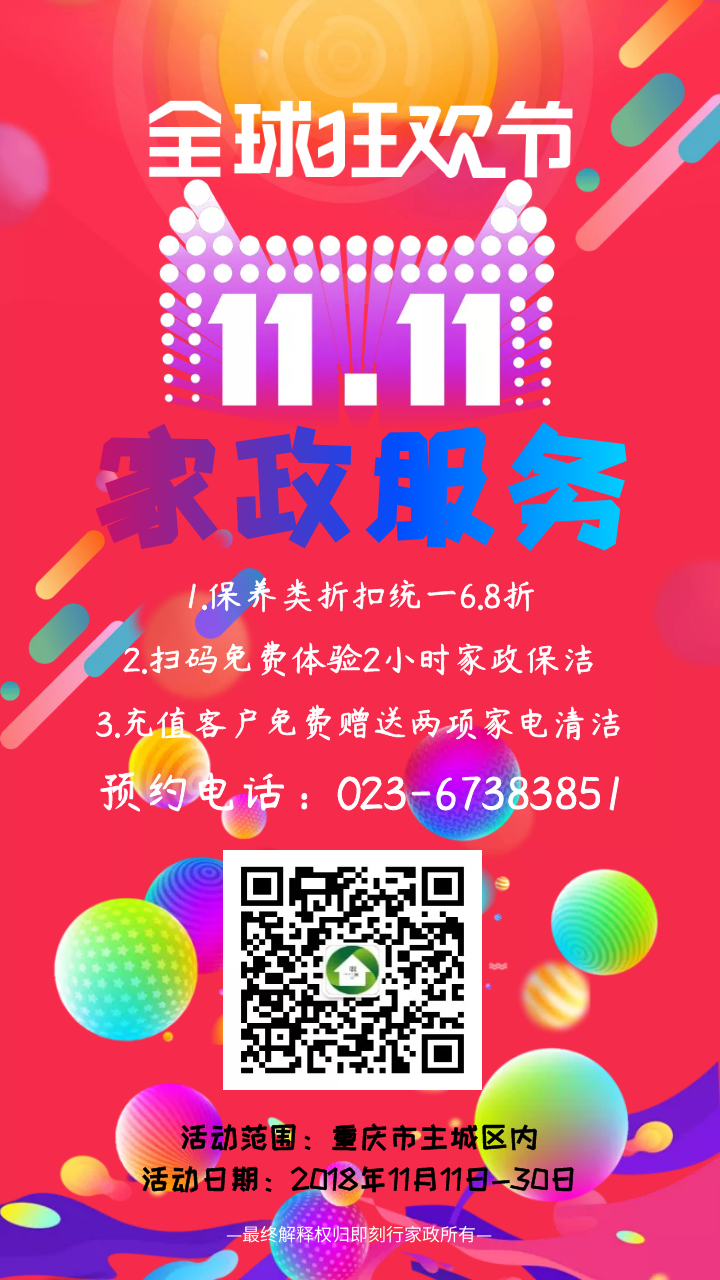 全球狂欢节
11.11
家政服务
1.保养类折扣统一6.8折
2.扫码免费体验2小时家政保洁
3.充值客户免费赠送两项家电清洁
预约电话：023-67383851
活动范围：重庆市主城区内
活动日期：2018年11月11日-30日
—最终解释权归即刻行家政所有—